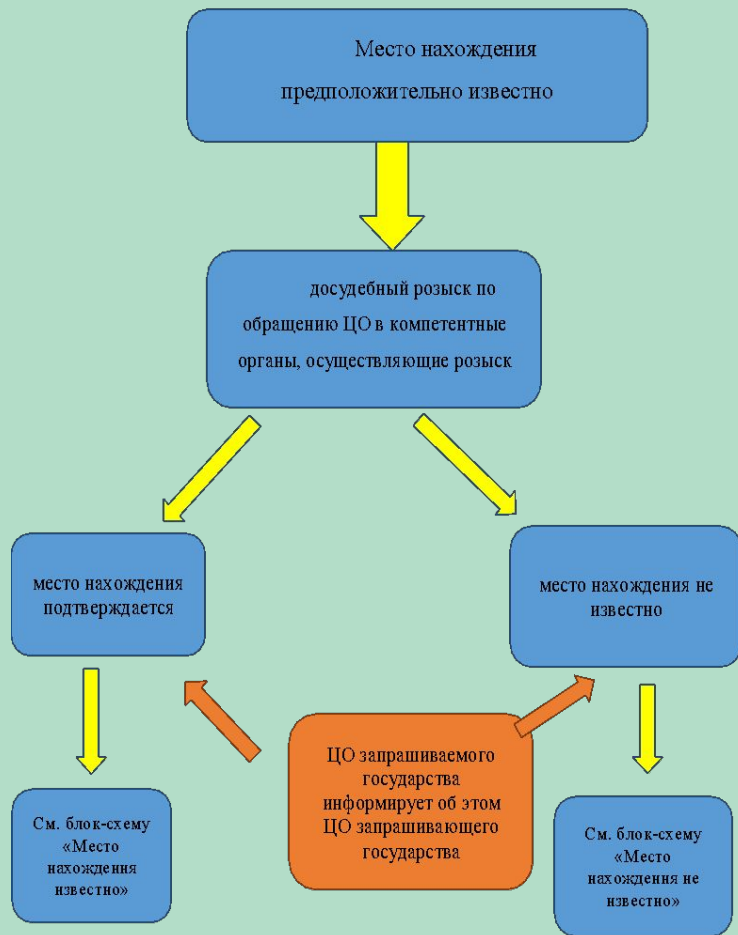 Место нахождения
предположительно известно
досудебный розыск по
обращению ЦО в компетентные
органы, осуществляющие розыск
место нахождения
подтверждается
место нахождения не
известно
ЦО запрашиваемого
государства
информирует об этом
ЦО запрашивающего
государства
См. блок-схему
«Место
нахождения
известно»
См. блок-схему
«Место
нахождения не
известно»